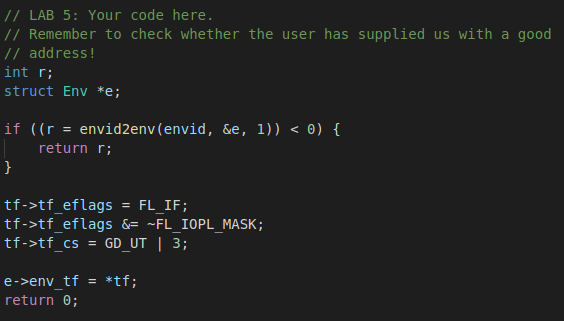 // LAB 5: Your code here.
// Remember to check whether the user has supplied us with a good
// address!
int r;
struct Env *e;

if ((r = envid2env(envid, &e, 1)) < 0) {
    return r;
}

tf->tf_eflags = FL_IF;
tf->tf_eflags &= ~FL_IOPL_MASK;
tf->tf_cs = GD_UT | 3;

e->env_tf = *tf;
return 0;